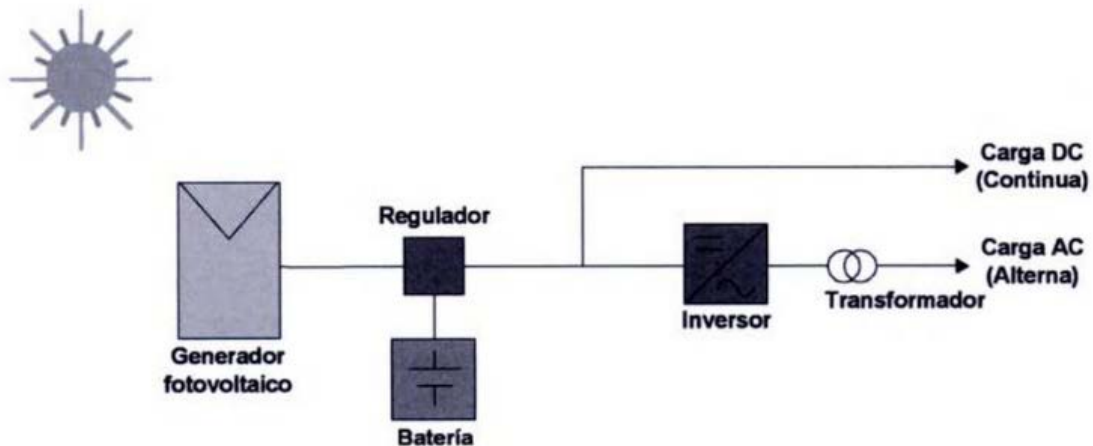 Carga DC
(Continua)
Regulador
Carga AC
(Alterna)
Transformador
Inversor
Generador
fotovoltaico
Batería